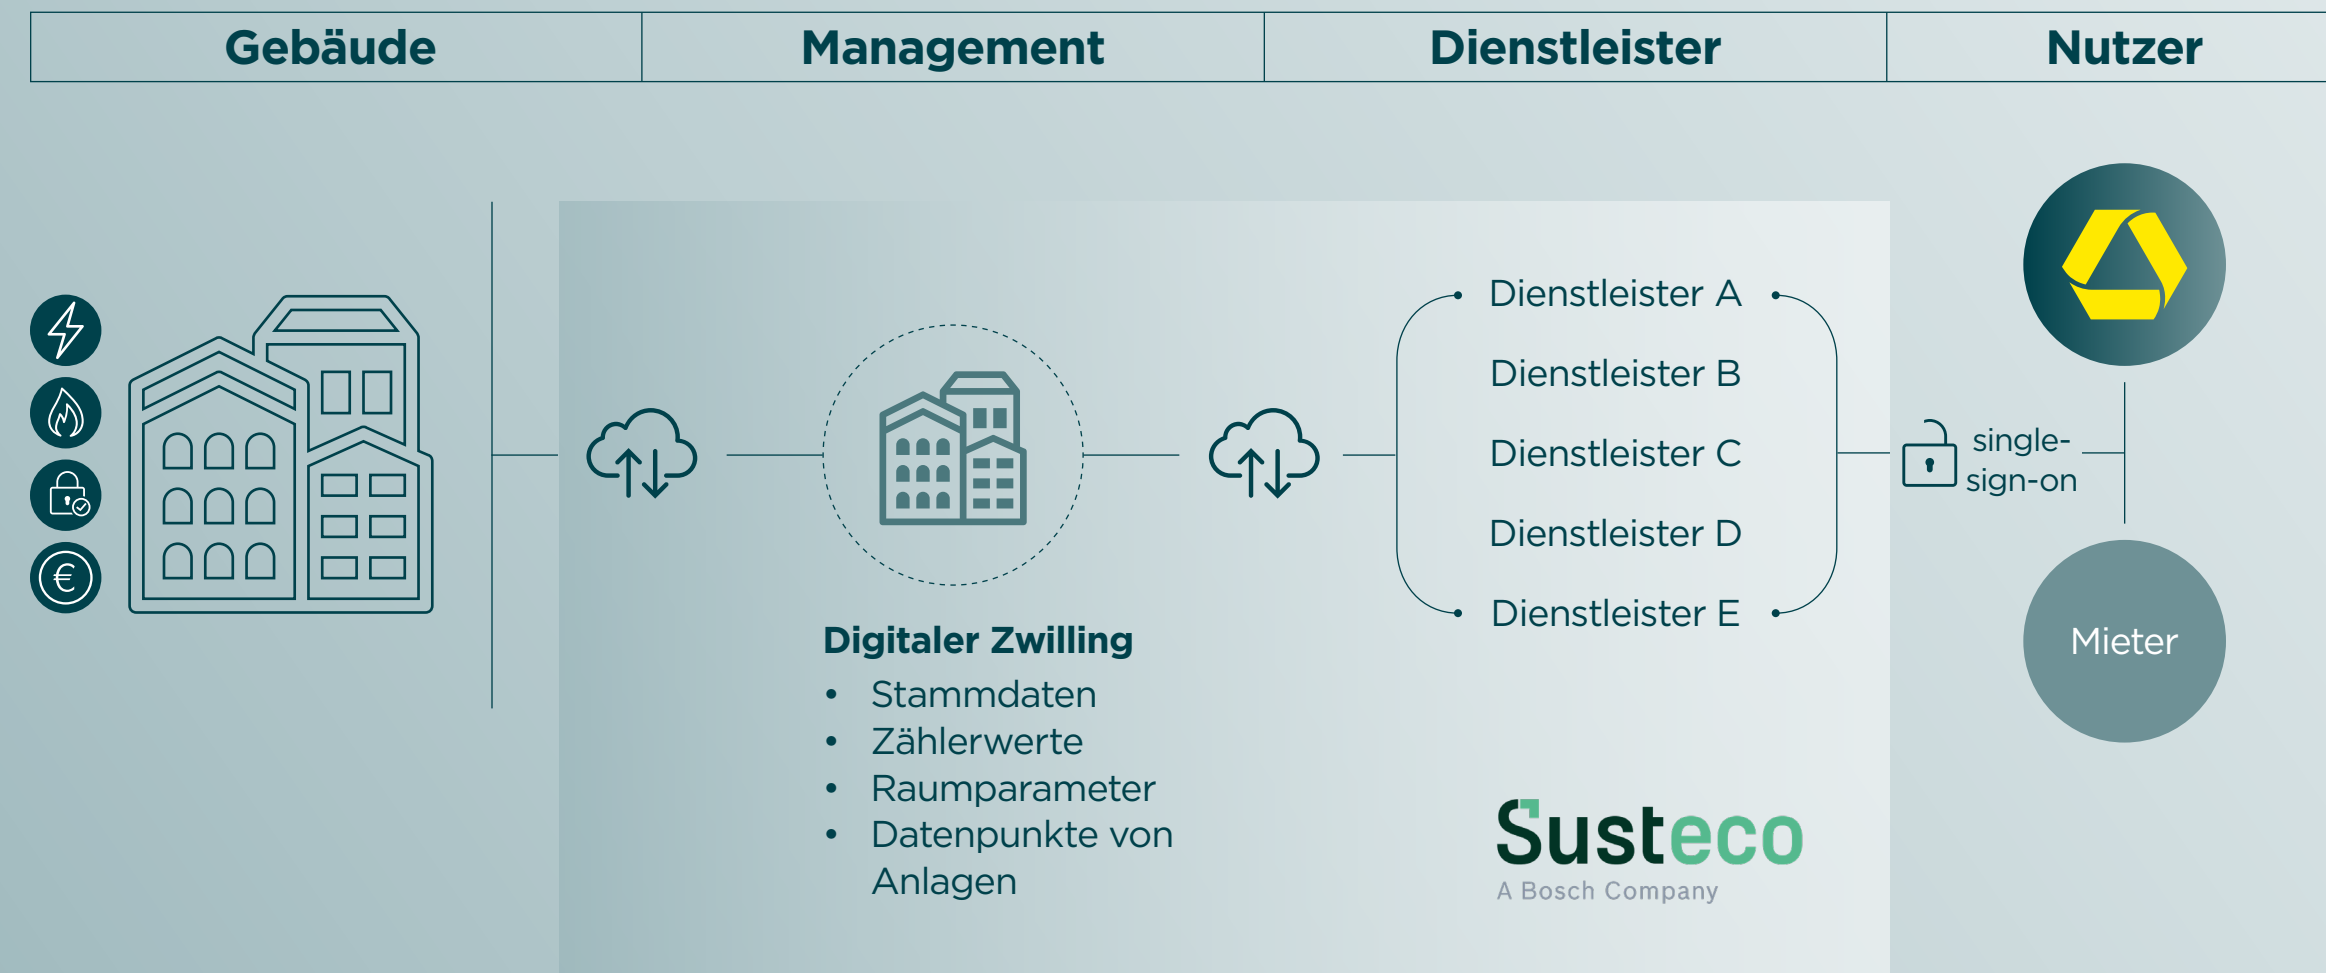 Gebäude
Management
Dienstleister
Nutzer
€
Digitaler Zwilling
• Stammdaten
• Zählerwerte
• Raumparameter
• Datenpunkte von
Anlagen
Dienstleister A
Dienstleister B
Dienstleister C
Dienstleister D
Dienstleister E
Susteco
A Bosch Company
single-
sign-on
Mieter